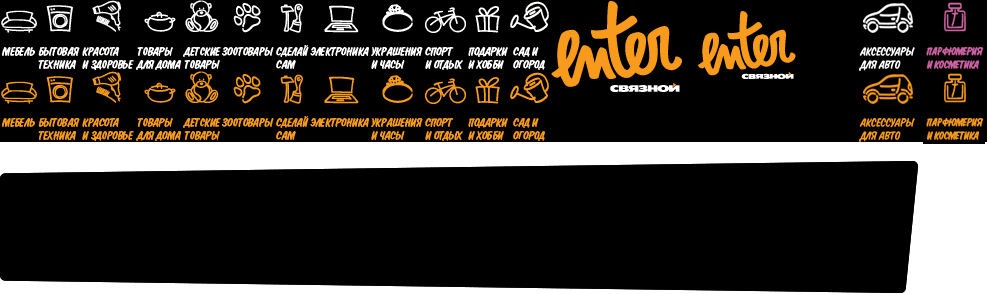 МЕБЕЛЬ БЫТОВАЯ ТЕХНИКА КРАСОТА И ЗДОРОВЬЕ ТОВАРЫ ДЛЯ ДОМА ДЕТСКИЕ ТОВАРЫ ЗООТОВАРЫ СДЕЛАЙ САМ ЭЛЕКТРОНИКА УКРАШЕНИЯ И ЧАСЫ СПОРТ И ОТДЫХ ПОДАРКИ И ХОББИ САД И ОГОРОД
enter
СВЯЗНОЙ
enter
СВЯЗНОЙ
АКСЕССУАРЫ ДЛЯ АВТО
ПАРФЮМЕРИЯ И КОСМЕТИКА
МЕБЕЛЬ БЫТОВАЯ ТЕХНИКА КРАСОТА И ЗДОРОВЬЕ ТОВАРЫ ДЛЯ ДОМА ДЕТСКИЕ ТОВАРЫ ЗООТОВАРЫ СДЕЛАЙ САМ ЭЛЕКТРОНИКА УКРАШЕНИЯ И ЧАСЫ СПОРТ И ОТДЫХ ПОДАРКИ И ХОББИ САД И ОГОРОД
АКСЕССУАРЫ ДЛЯ АВТО
ПАРФЮМЕРИЯ И КОСМЕТИКА